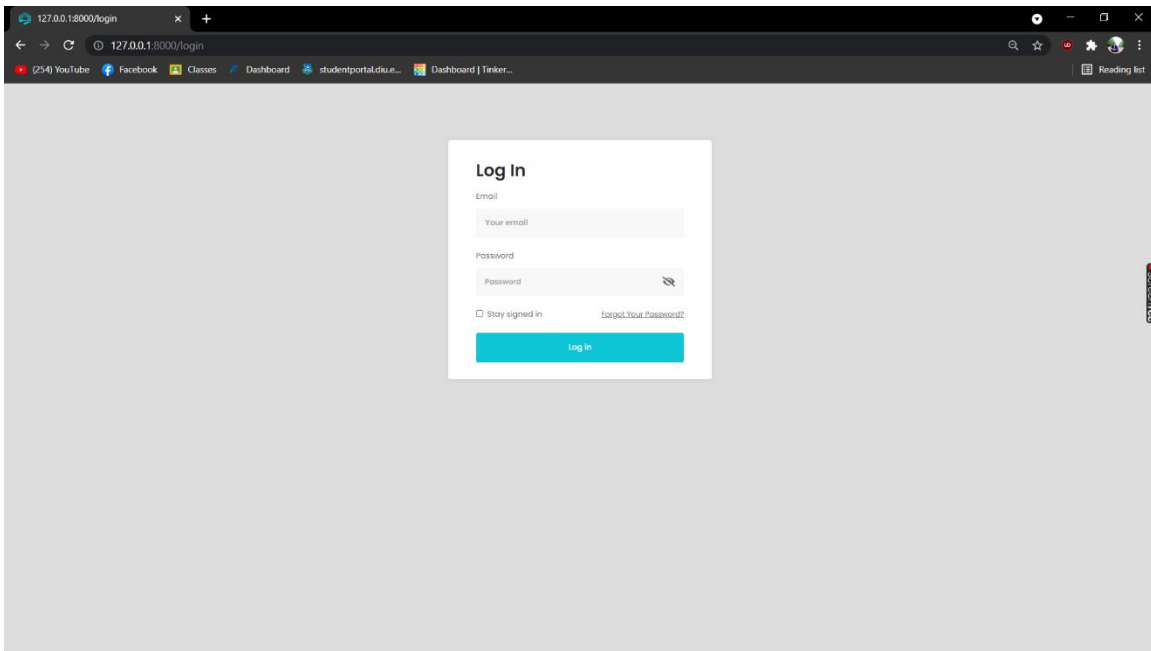 127.0.0.1:8000/login
127.0.0.1:8000/login
(254) YouTube Facebook Classes Dashboard studentportal.diu.e... Dashboard | Tinker... Reading list
Log In
Email
Your email
Password
Password
Stay signed in Forgot Your Password?
Log in